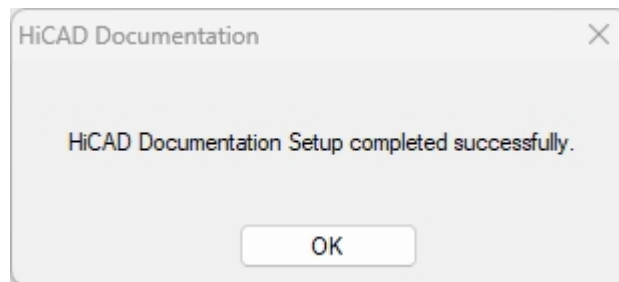 HiCAD Documentation
HiCAD Documentation Setup completed successfully.
OK